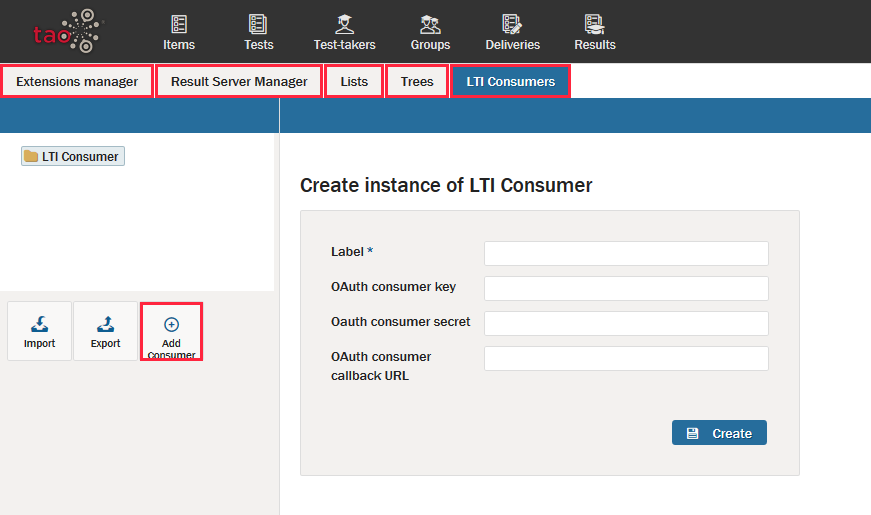 tao
Items
Tests
Test-takers
Groups
Deliveries
Results
Extensions manager
Result Server Manager
Lists
Trees
LTI Consumers
LTI Consumer
Create instance of LTI Consumer
Label *
OAuth consumer key
Oauth consumer secret
OAuth consumer
callback URL
Create
Import
Export
Add
Consumer